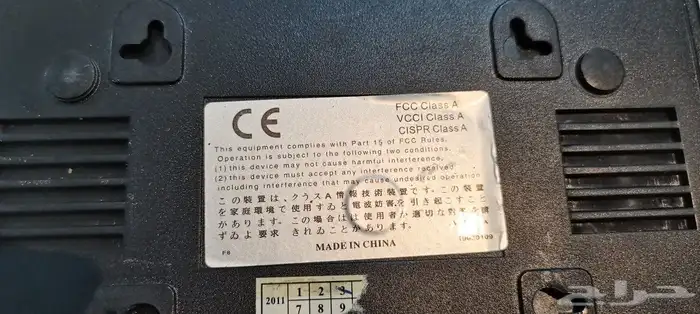 CE
FCC Class A
VCCI Class A
CISPR Class A
This equipment complies with Part 15 of FCC Rules.
Operation is subject to the following two conditions.
(1) this device may not cause harmful interference.
(2) this device must accept any interference received
including interference that may cause undesired operation
この装置は、クうスA情報技術装置です。この装置
を家庭環境で使用すゐと電波妨害を引き起こすこと
があります。この場合はは使用者が適切な対策を講
ずゐよ要求 されゐことがあります。
MADE IN CHINA
F6
2011 1 2 3
7 8 9
حراج